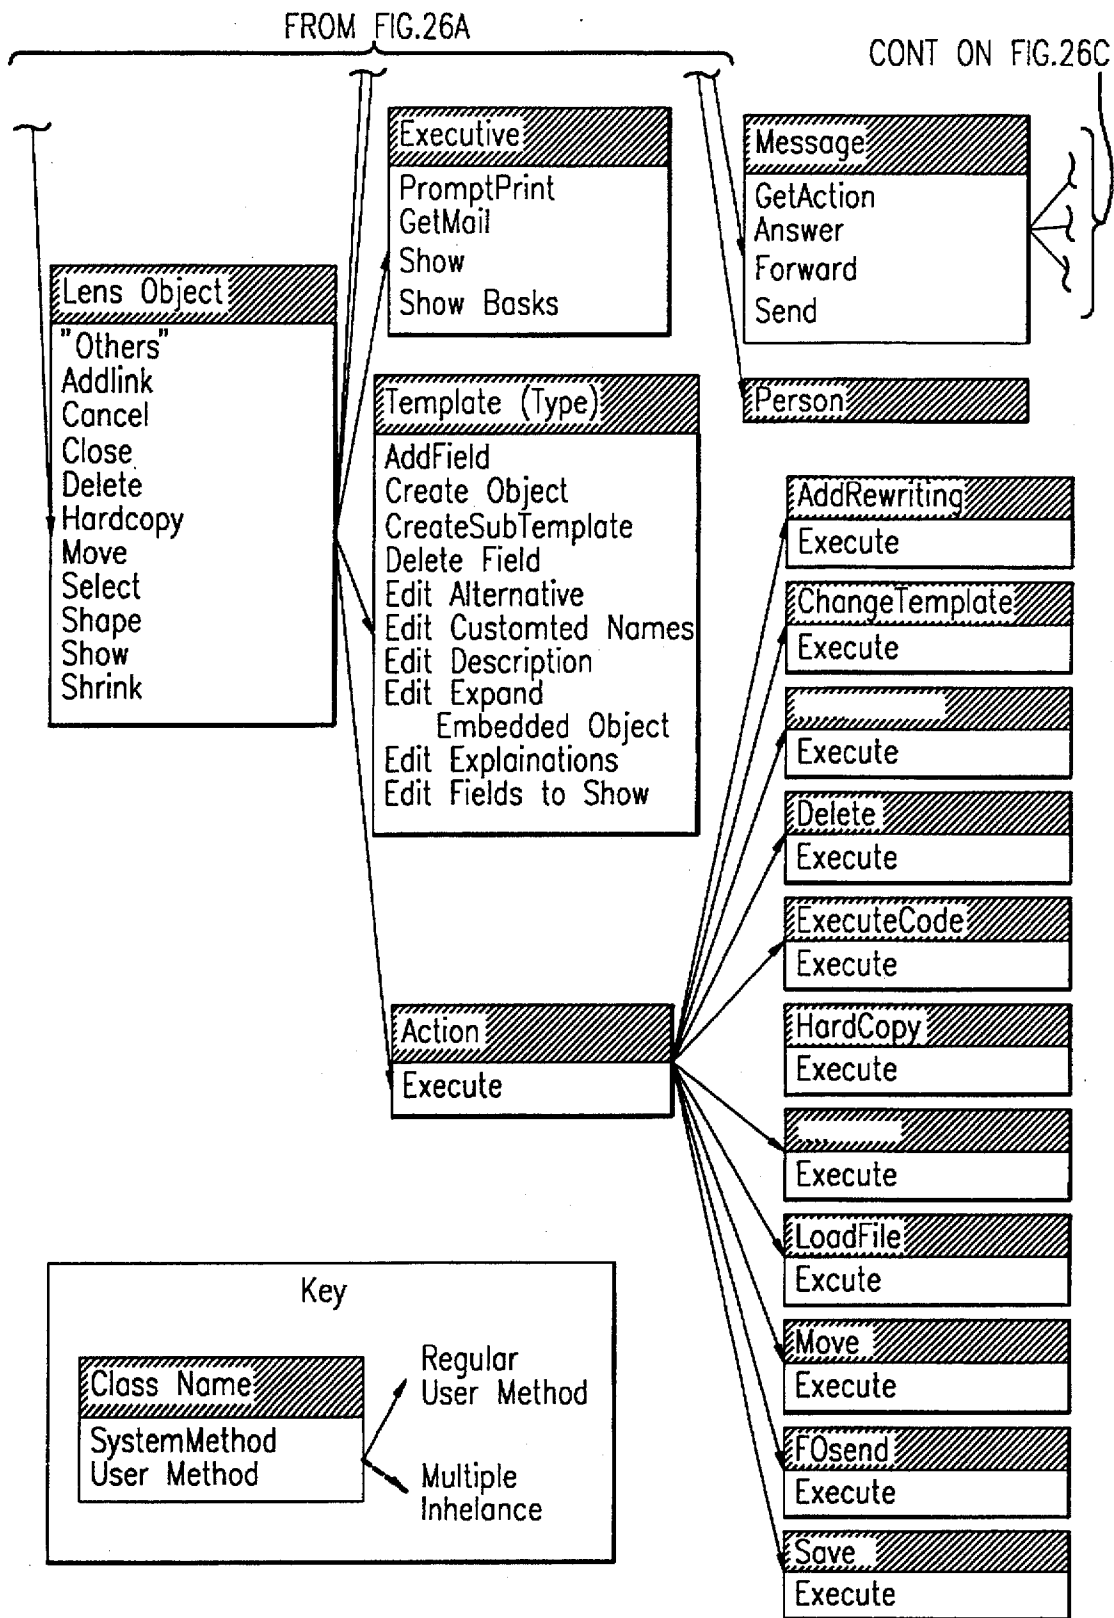 FROM FIG.26A
CONT ON FIG.26C
Lens Object
"Others"
Addlink
Cancel
Close
Delete
Hardcopy
Move
Select
Shape
Show
Shrink
Executive
PromptPrint
GetMail
Show
Show Basks
Template (Type)
AddField
Create Object
CreateSubTemplate
Delete Field
Edit Alternative
Edit Customted Names
Edit Description
Edit Expand
Embedded Object
Edit Explainations
Edit Fields to Show
Action
Execute
Message
GetAction
Answer
Forward
Send
Person
AddRewriting
Execute
ChangeTemplate
Execute
Execute
Delete
Execute
ExecuteCode
Execute
HardCopy
Execute
...
Execute
LoadFile
Excute
Move
Execute
FOsend
Execute
Save
Execute
Key
Class Name
SystemMethod
User Method
Regular
User Method
Multiple
Inhelance